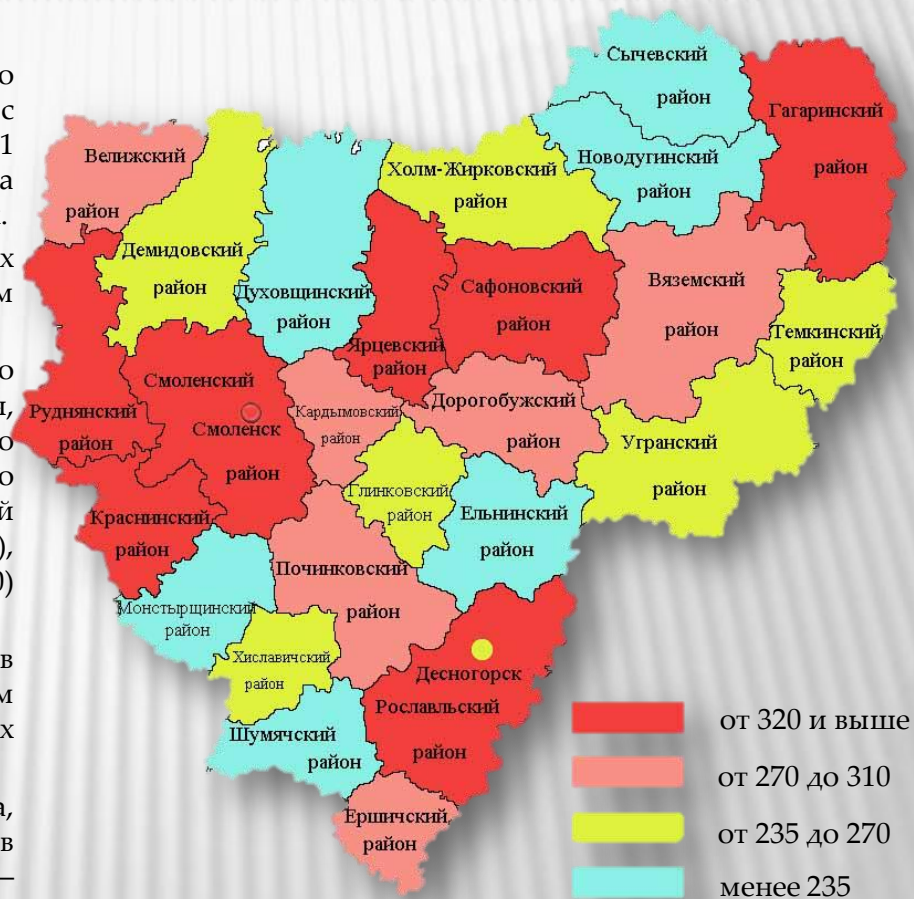 о
с
1
а
.
х
м
о
,
о
о
й
),
0)
в
м
х
а,
в
–
Сычевский
район
Гагаринский
район
Велижский
район
Холм-Жирковский
район
Новодугинский
район
Демидовский
район
Духовщинский
район
Сафоновский
район
Вяземский
район
Темкинский
район
Ярцевский
район
Смоленский
Смоленск
район
Руднянский
район
Кардымовский
район
Дорогобужский
район
Угранский
район
Глинковский
район
Ельнинский
район
Краснинский
район
Починковский
район
Монстырщинский
район
Хиславичский
район
Десногорск
Рославльский
район
Шумячский
район
Ершичский
район
от 320 и выше
от 270 до 310
от 235 до 270
менее 235